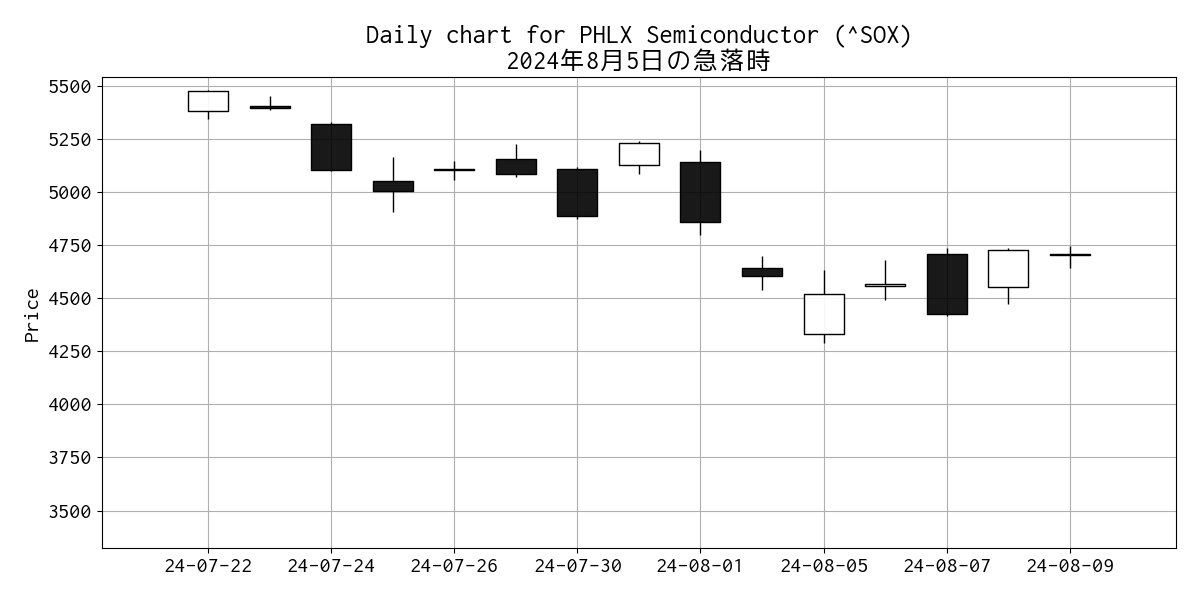 Daily chart for PHLX Semiconductor (^SOX)
2024年8月5日の急落時
Price
5500
5250
5000
4750
4500
4250
4000
3750
3500
24-07-22 24-07-24 24-07-26 24-07-30 24-08-01 24-08-05 24-08-07 24-08-09